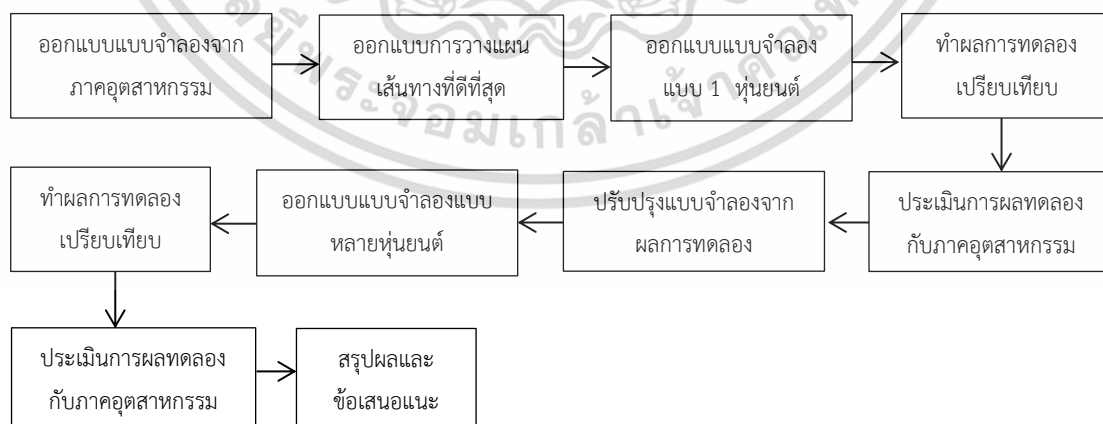 ออกแบบแบบจำลองจาก
ภาคอุตสาหกรรม
ออกแบบการวางแผน
เส้นทางที่ดีที่สุด
ออกแบบแบบจำลอง
แบบ 1 หุ่นยนต์
ทำผลการทดลอง
เปรียบเทียบ
ประเมินการผลทดลอง
กับภาคอุตสาหกรรม
ปรับปรุงแบบจำลองจาก
ผลการทดลอง
ออกแบบแบบจำลองแบบ
หลายหุ่นยนต์
ทำผลการทดลอง
เปรียบเทียบ
ประเมินการผลทดลอง
กับภาคอุตสาหกรรม
สรุปผลและ
ข้อเสนอแนะ